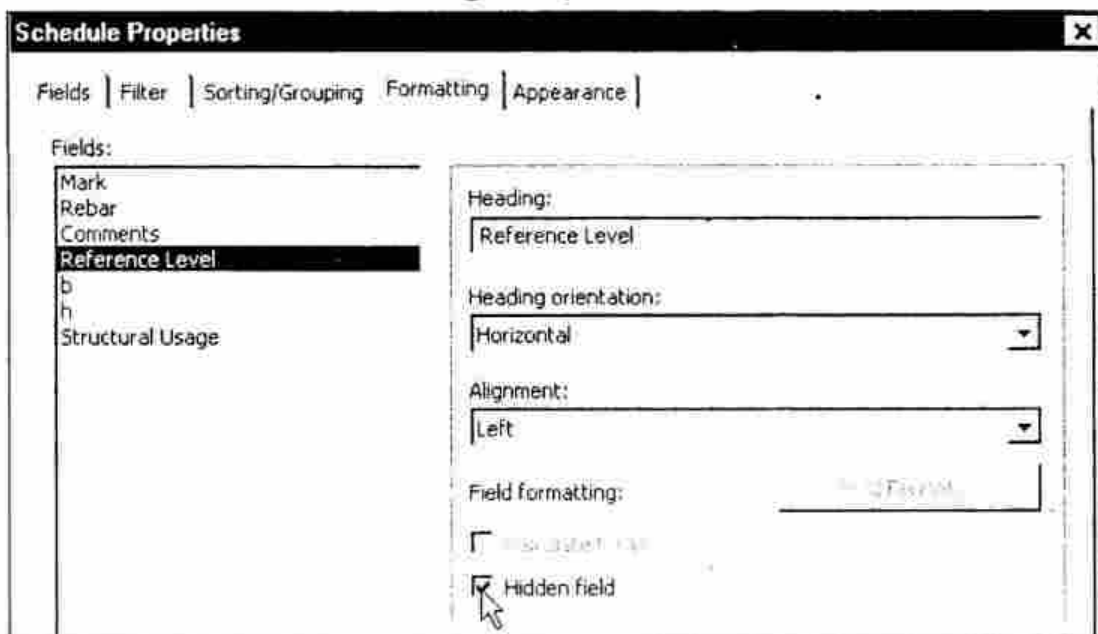 Schedule Properties
Fields Filter Sorting/Grouping Formatting Appearance
Fields:
Mark
Rebar
Comments
Reference Level
b
h
Structural Usage
Heading:
Reference Level
Heading orientation:
Horizontal
Alignment:
Left
Field formatting:
Hidden field